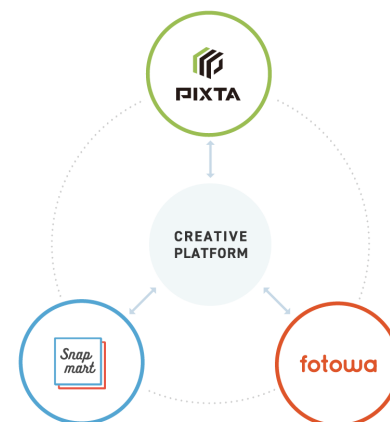 PIXTA
CREATIVE
PLATFORM
Snap
mart
fotowa